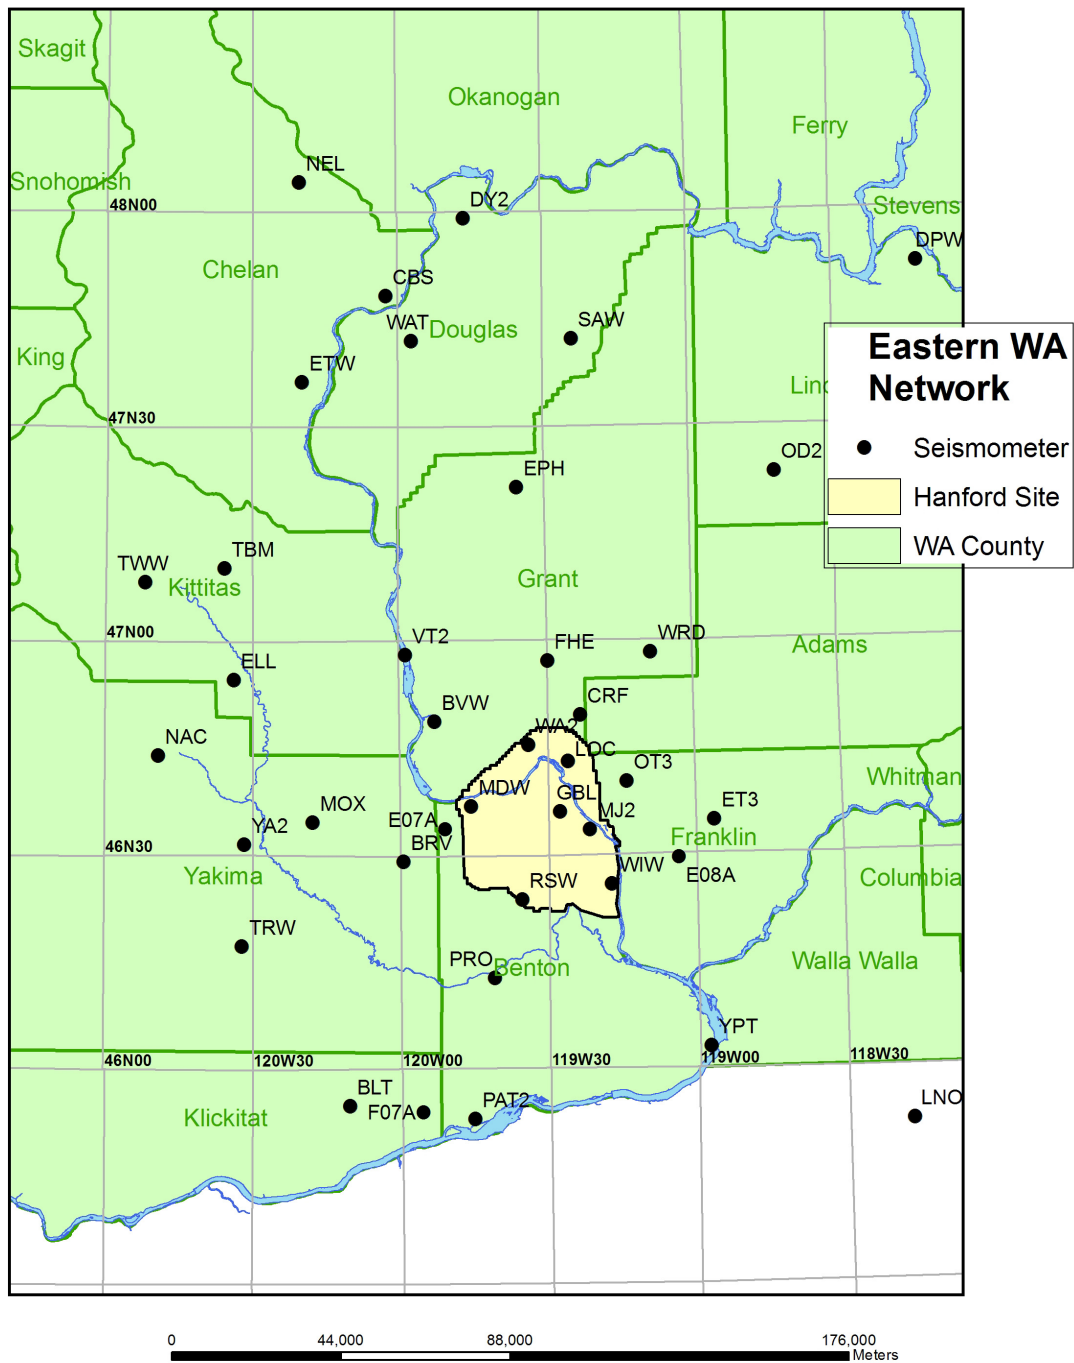 Skagit
Okanogan
Ferry
NEL
Snohomish
48N00
DY2
Stevens
DPW
Chelan
CBS
WAT
Douglas
SAW
King
ETW
Eastern WA
Network
47N30
OD2
Seismometer
EPH
Hanford Site
WA County
TWW
TBM
Kittitas
Grant
47N00
VT2
FHE
WRD
Adams
ELL
BVW
CRF
NAC
WA2
LOC
OT3
Whitman
MDW
GBL
MOX
E07A
MJ2
ET3
YA2
BRV
Franklin
46N30
WIW
E08A
Yakima
RSW
Columbia
TRW
PRO
Benton
Walla Walla
YPT
46N00
120W30
120W00
119W30
119W00
118W30
BLT
F07A
PAT2
LNO
Klickitat
0 44,000 88,000 176,000
Meters